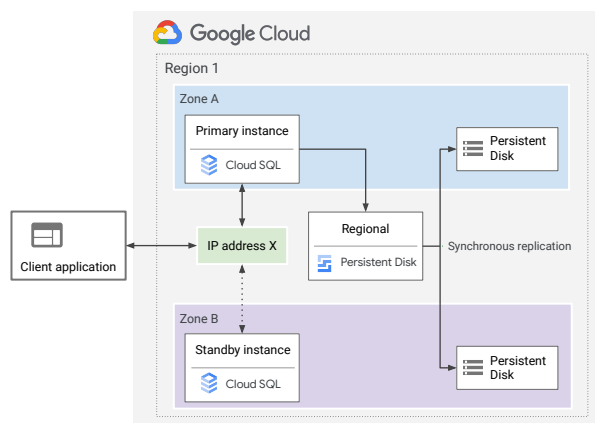 Google Cloud
Region 1
Zone A
Primary instance
Cloud SQL
Persistent
Disk
Client application
IP address X
Regional
Persistent Disk
Synchronous replication
Zone B
Standby instance
Cloud SQL
Persistent
Disk